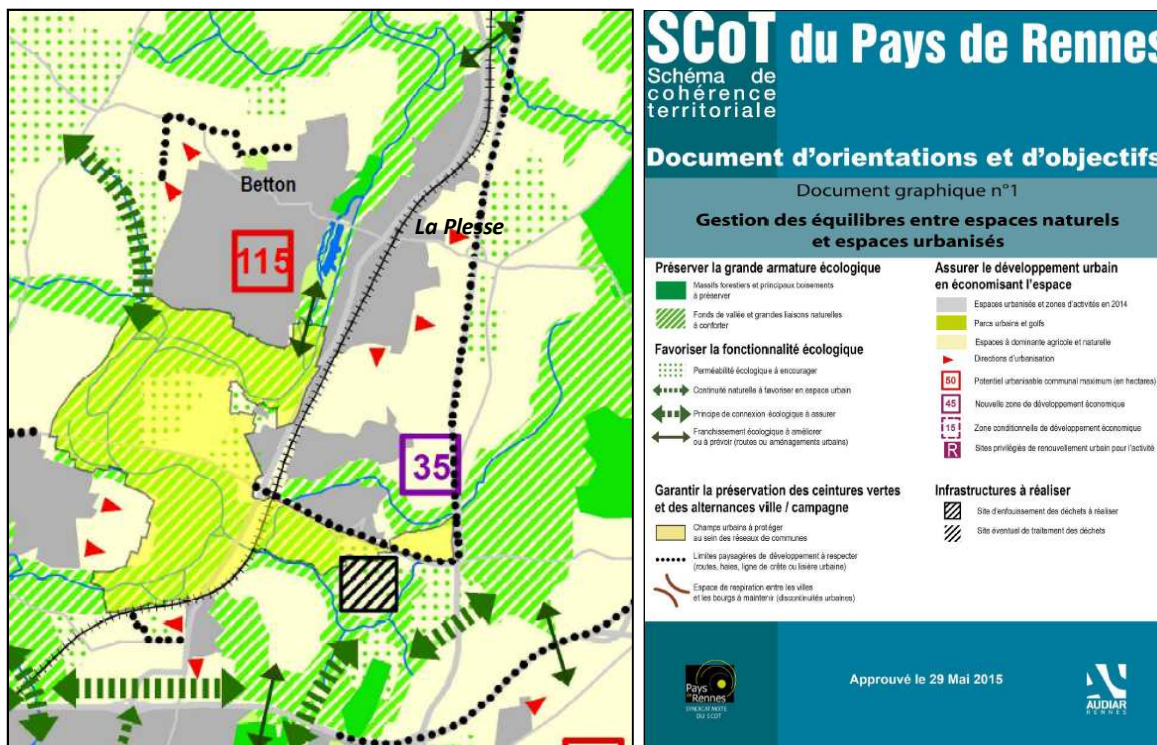 Betton
La Plesse
115
35
SCoT du Pays de Rennes
Schéma de
cohérence
territoriale
Document d'orientations et d'objectifs
Document graphique n°1
Gestion des équilibres entre espaces naturels
et espaces urbanisés
Préserver la grande armature écologique
Massifs forestiers et principaux boisements
à préserver
Fonds de vallée et grandes liaisons naturelles
à conforter
Favoriser la fonctionnalité écologique
Perméabilité écologique à encourager
Continuité naturelle à favoriser en espace urbain
Principe de connexion écologique à assurer
Franchissement écologique à améliorer
ou à prévoir (routes ou aménagements urbains)
Garantir la préservation des ceintures vertes
et des alternances ville / campagne
Champs urbains à protéger
au sein des réseaux de communes
Limites paysagères de développement à respecter
(routes, haies, ligne de crête ou lisière urbaine)
Espace de respiration entre les villes
et les bourgs à maintenir (discontinuités urbaines)
Assurer le développement urbain
en économisant l'espace
Espaces urbanisés et zones d'activités en 2014
Parcs urbains et golfs
Espaces à dominante agricole et naturelle
Directions d'urbanisation
50 Potentiel urbanisable communal maximum (en hectares)
45 Nouvelle zone de développement économique
15 Zone conditionnelle de développement économique
R Sites privilégiés de renouvellement urbain pour l'activité
Infrastructures à réaliser
Site d'enfouissement des déchets à réaliser
Site éventuel de traitement des déchets
Pays
de Rennes
SYNDICAT MIXTE
DU SCOT
Approuvé le 29 Mai 2015
AUDIAR
RENNES